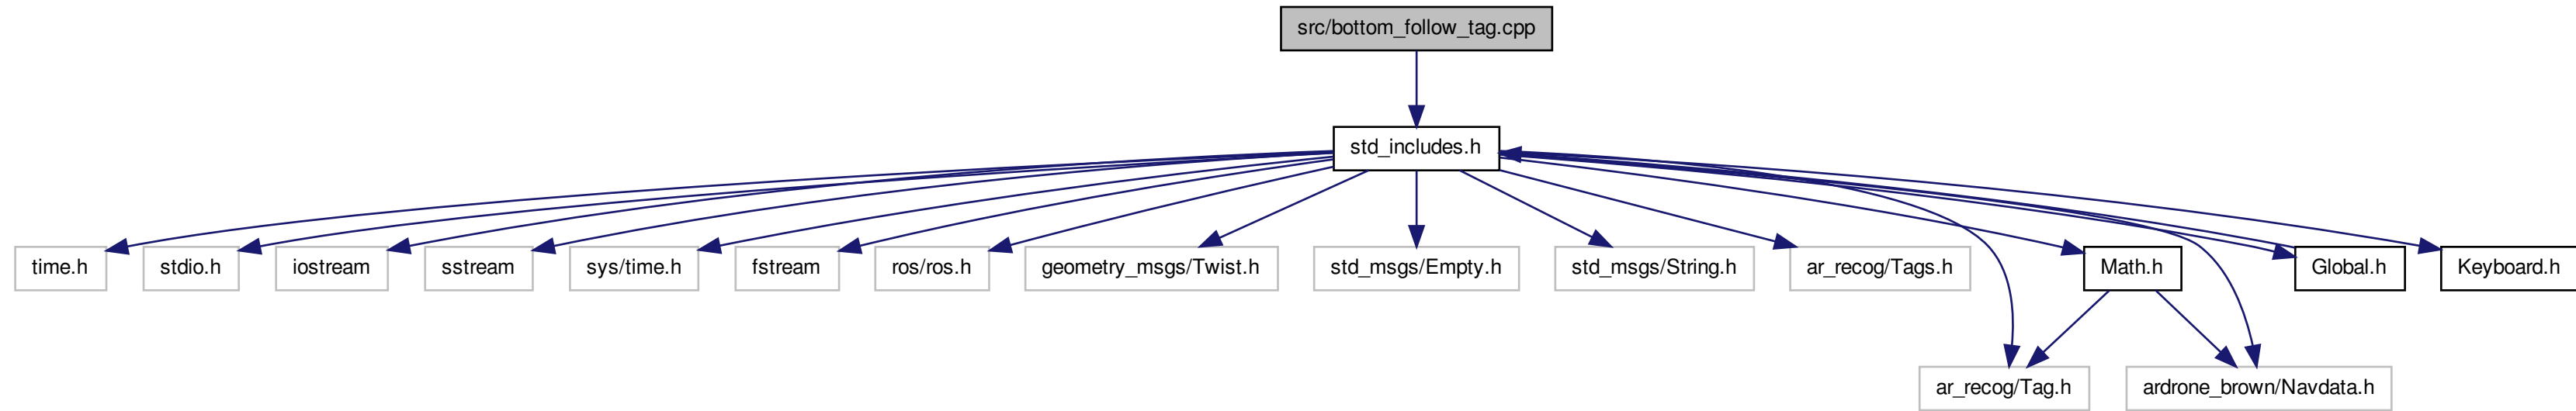 src/bottom_follow_tag.cpp
std_includes.h
time.h
stdio.h
iostream
sstream
sys/time.h
fstream
ros/ros.h
geometry_msgs/Twist.h
std_msgs/Empty.h
std_msgs/String.h
ar_recog/Tags.h
Math.h
Global.h
Keyboard.h
ar_recog/Tag.h
ardrone_brown/Navdata.h